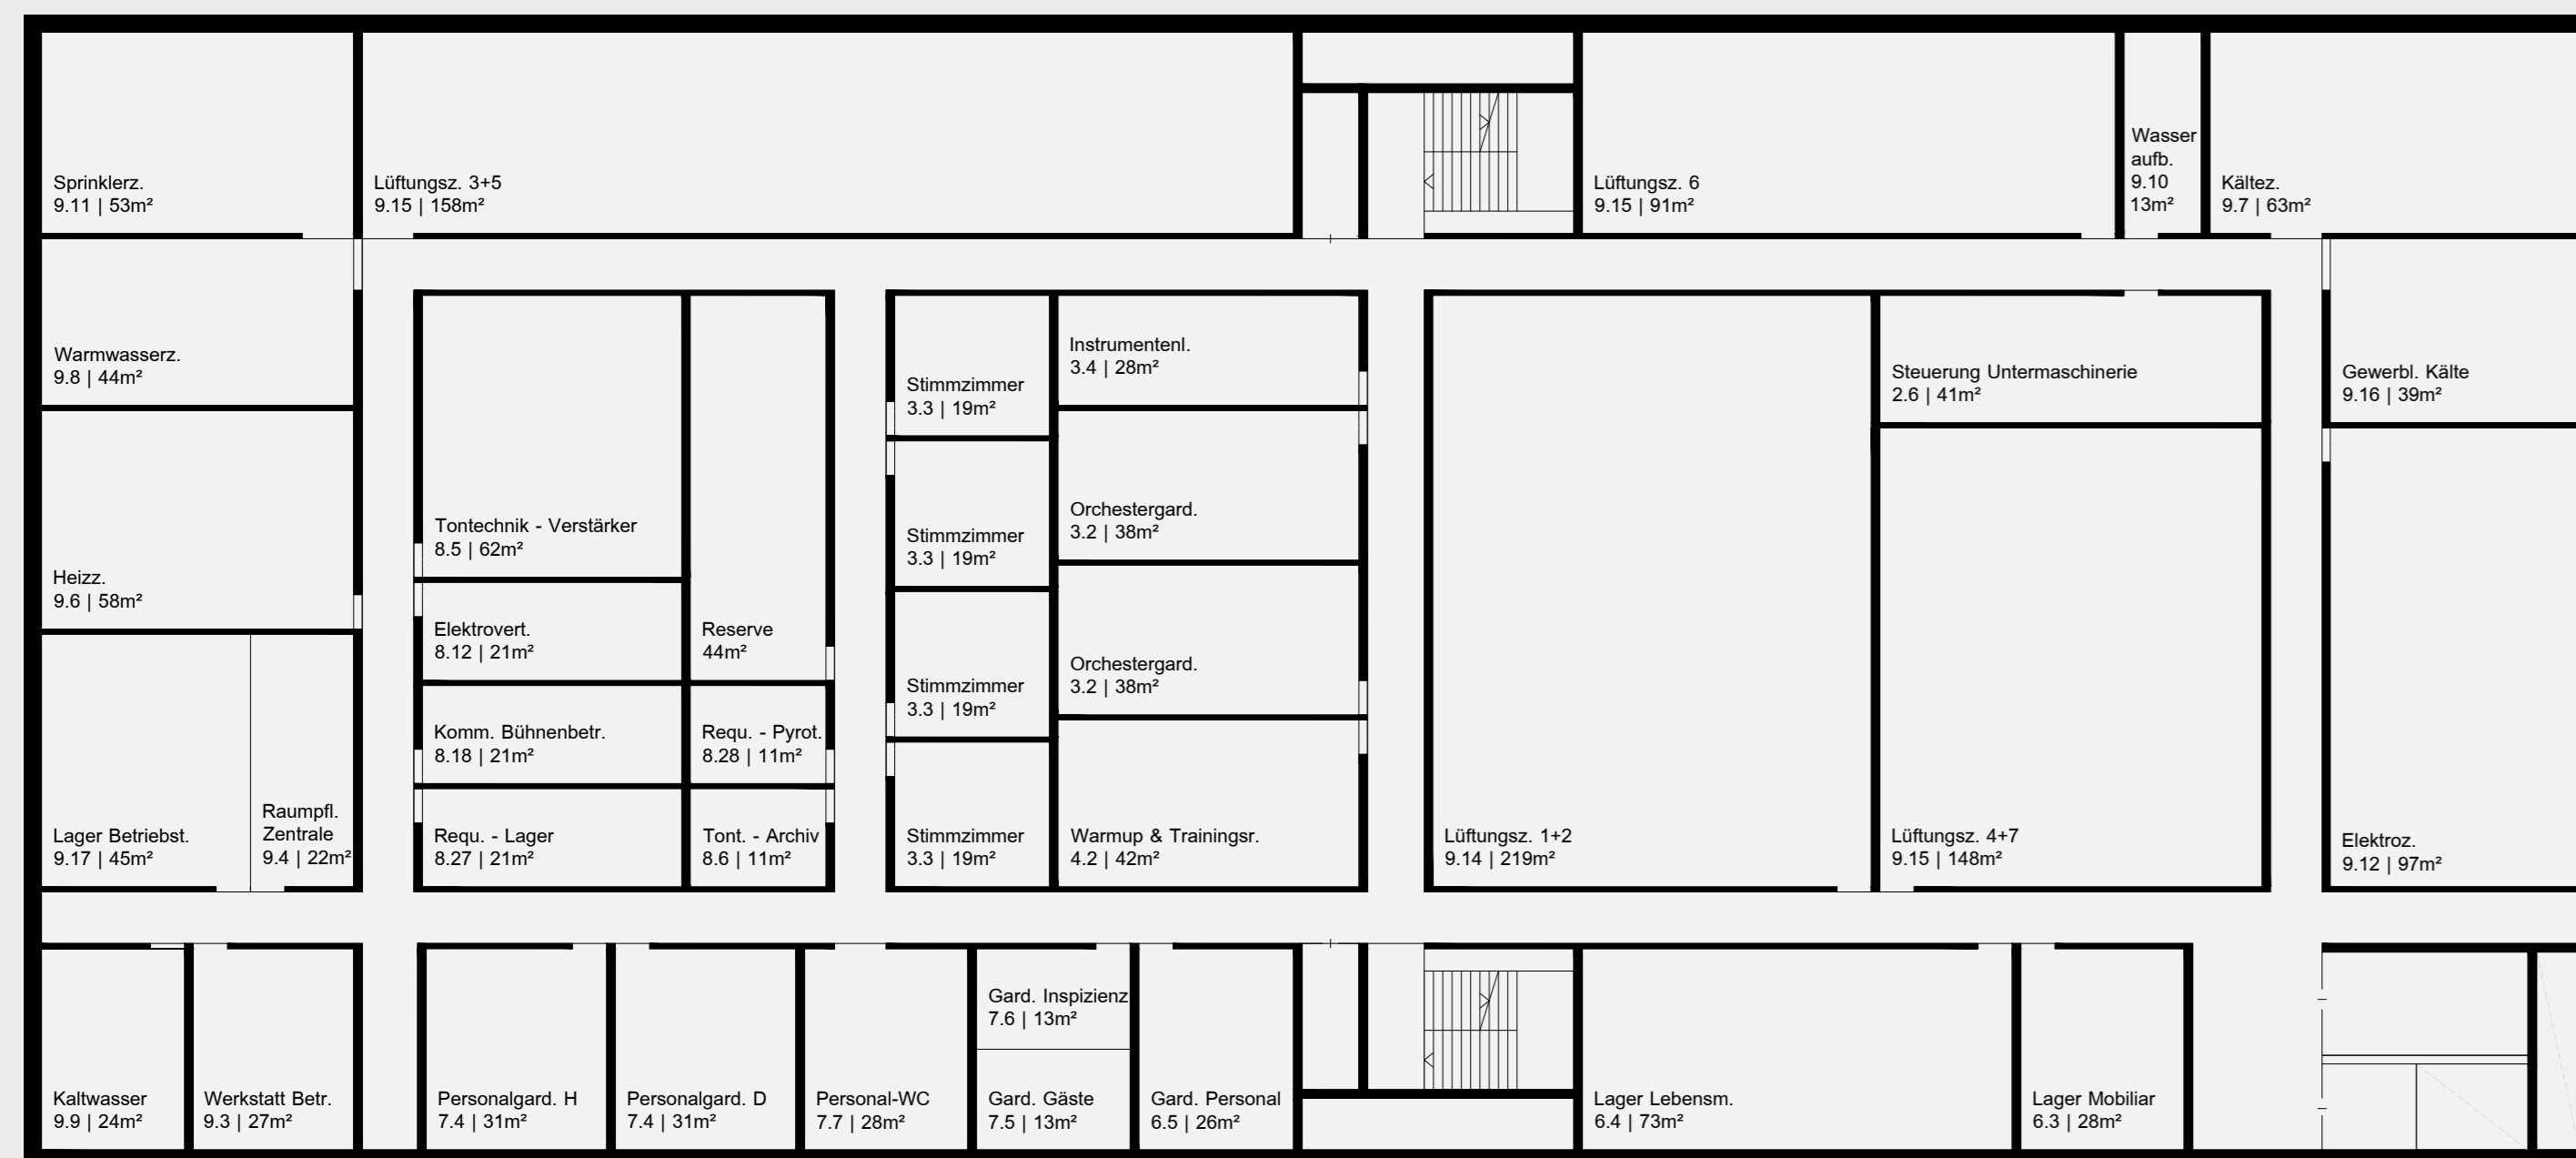 Sprinklerz.
9.11 | 53m²
Lüftungsz. 3+5
9.15 | 158m²
Lüftungsz. 6
9.15 | 91m²
Wasser
aufb.
9.10
13m²
Kältez.
9.7 | 63m²
Warmwasserz.
9.8 | 44m²
Heizz.
9.6 | 58m²
Lager Betriebst.
9.17 | 45m²
Raumpfl.
Zentrale
9.4 | 22m²
Tontechnik - Verstärker
8.5 | 62m²
Elektrovert.
8.12 | 21m²
Komm. Bühnenbetr.
8.18 | 21m²
Requ. - Lager
8.27 | 21m²
Reserve
44m²
Requ. - Pyrot.
8.28 | 11m²
Tont. - Archiv
8.6 | 11m²
Stimmzimmer
3.3 | 19m²
Stimmzimmer
3.3 | 19m²
Stimmzimmer
3.3 | 19m²
Stimmzimmer
3.3 | 19m²
Instrumentenl.
3.4 | 28m²
Orchestergard.
3.2 | 38m²
Orchestergard.
3.2 | 38m²
Warmup & Trainingsr.
4.2 | 42m²
Lüftungsz. 1+2
9.14 | 219m²
Steuerung Untermaschinerie
2.6 | 41m²
Lüftungsz. 4+7
9.15 | 148m²
Gewerbl. Kälte
9.16 | 39m²
Elektroz.
9.12 | 97m²
Kaltwasser
9.9 | 24m²
Werkstatt Betr.
9.3 | 27m²
Personalgard. H
7.4 | 31m²
Personalgard. D
7.4 | 31m²
Personal-WC
7.7 | 28m²
Gard. Inspizienz
7.6 | 13m²
Gard. Gäste
7.5 | 13m²
Gard. Personal
6.5 | 26m²
Lager Lebensm.
6.4 | 73m²
Lager Mobiliar
6.3 | 28m²